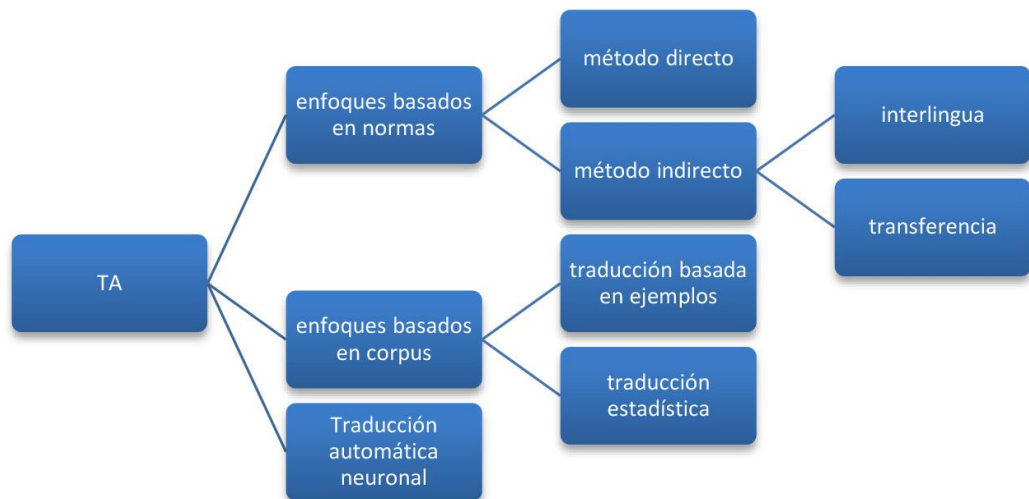 TA
enfoques basados
en normas
método directo
método indirecto
interlingua
transferencia
enfoques basados
en corpus
traducción basada
en ejemplos
traducción
estadística
Traducción
automática
neuronal